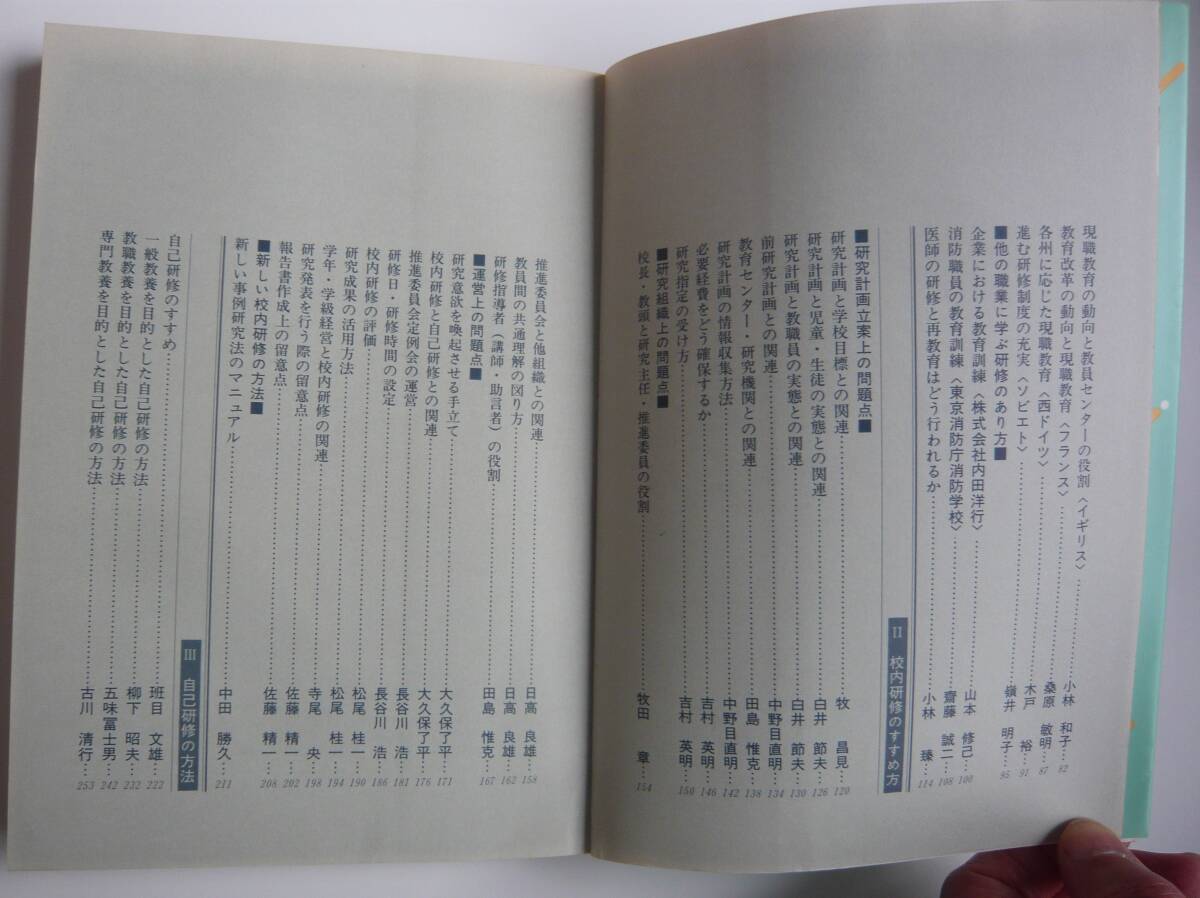 現職教育の動向と教員センターの役割〈イギリス〉……小林 和子…82
教育改革の動向と現職教育〈フランス〉……桑原 敏明…87
各州に応じた現職教育〈西ドイツ〉……木戸 裕…91
進む研修制度の充実〈ソビエト〉……嶺井 明子…95
■他の職業に学ぶ研修のあり方■
企業における教育訓練〈株式会社内田洋行〉……山本 修己…100
消防職員の教育訓練〈東京消防庁消防学校〉……齋藤 誠二…108
医師の研修と再教育はどう行われるか……小林 臻…114
II 校内研修のすすめ方
■研究計画立案上の問題点■
研究計画と学校目標との関連……牧 昌見…120
研究計画と児童・生徒の実態との関連……白井 節夫…126
研究計画と教職員の実態との関連……白井 節夫…130
前研究計画との関連……中野目直明…134
教育センター・研究機関との関連……田島 惟克…138
研究計画の情報収集方法……中野目直明…142
必要経費をどう確保するか……吉村 英明…146
研究指定の受け方……吉村 英明…150
■研究組織上の問題点■
校長・教頭と研究主任・推進委員の役割……牧田 章…154
推進委員会と他組織との関連……日高 良雄…158
教員間の共通理解の図り方……日高 良雄…162
研修指導者（講師・助言者）の役割……田島 惟克…167
■運営上の問題点■
研究意欲を喚起させる手立て……大久保了平…171
校内研修と自己研修との関連……大久保了平…176
推進委員会定例会の運営……長谷川 浩…181
研修日・研修時間の設定……長谷川 浩…186
校内研修の評価……松尾 桂一…190
研究成果の活用方法……松尾 桂一…194
学年・学級経営と校内研修の関連……寺尾 央…198
研究発表を行う際の留意点……佐藤 精一…202
報告書作成上の留意点……佐藤 精一…208
■新しい校内研修の方法■
新しい事例研究法のマニュアル……中田 勝久…211
III 自己研修の方法
自己研修のすすめ……班目 文雄…222
一般教養を目的とした自己研修の方法……柳下 昭夫…232
教職教養を目的とした自己研修の方法……五味冨士男…242
専門教養を目的とした自己研修の方法……古川 清行…253